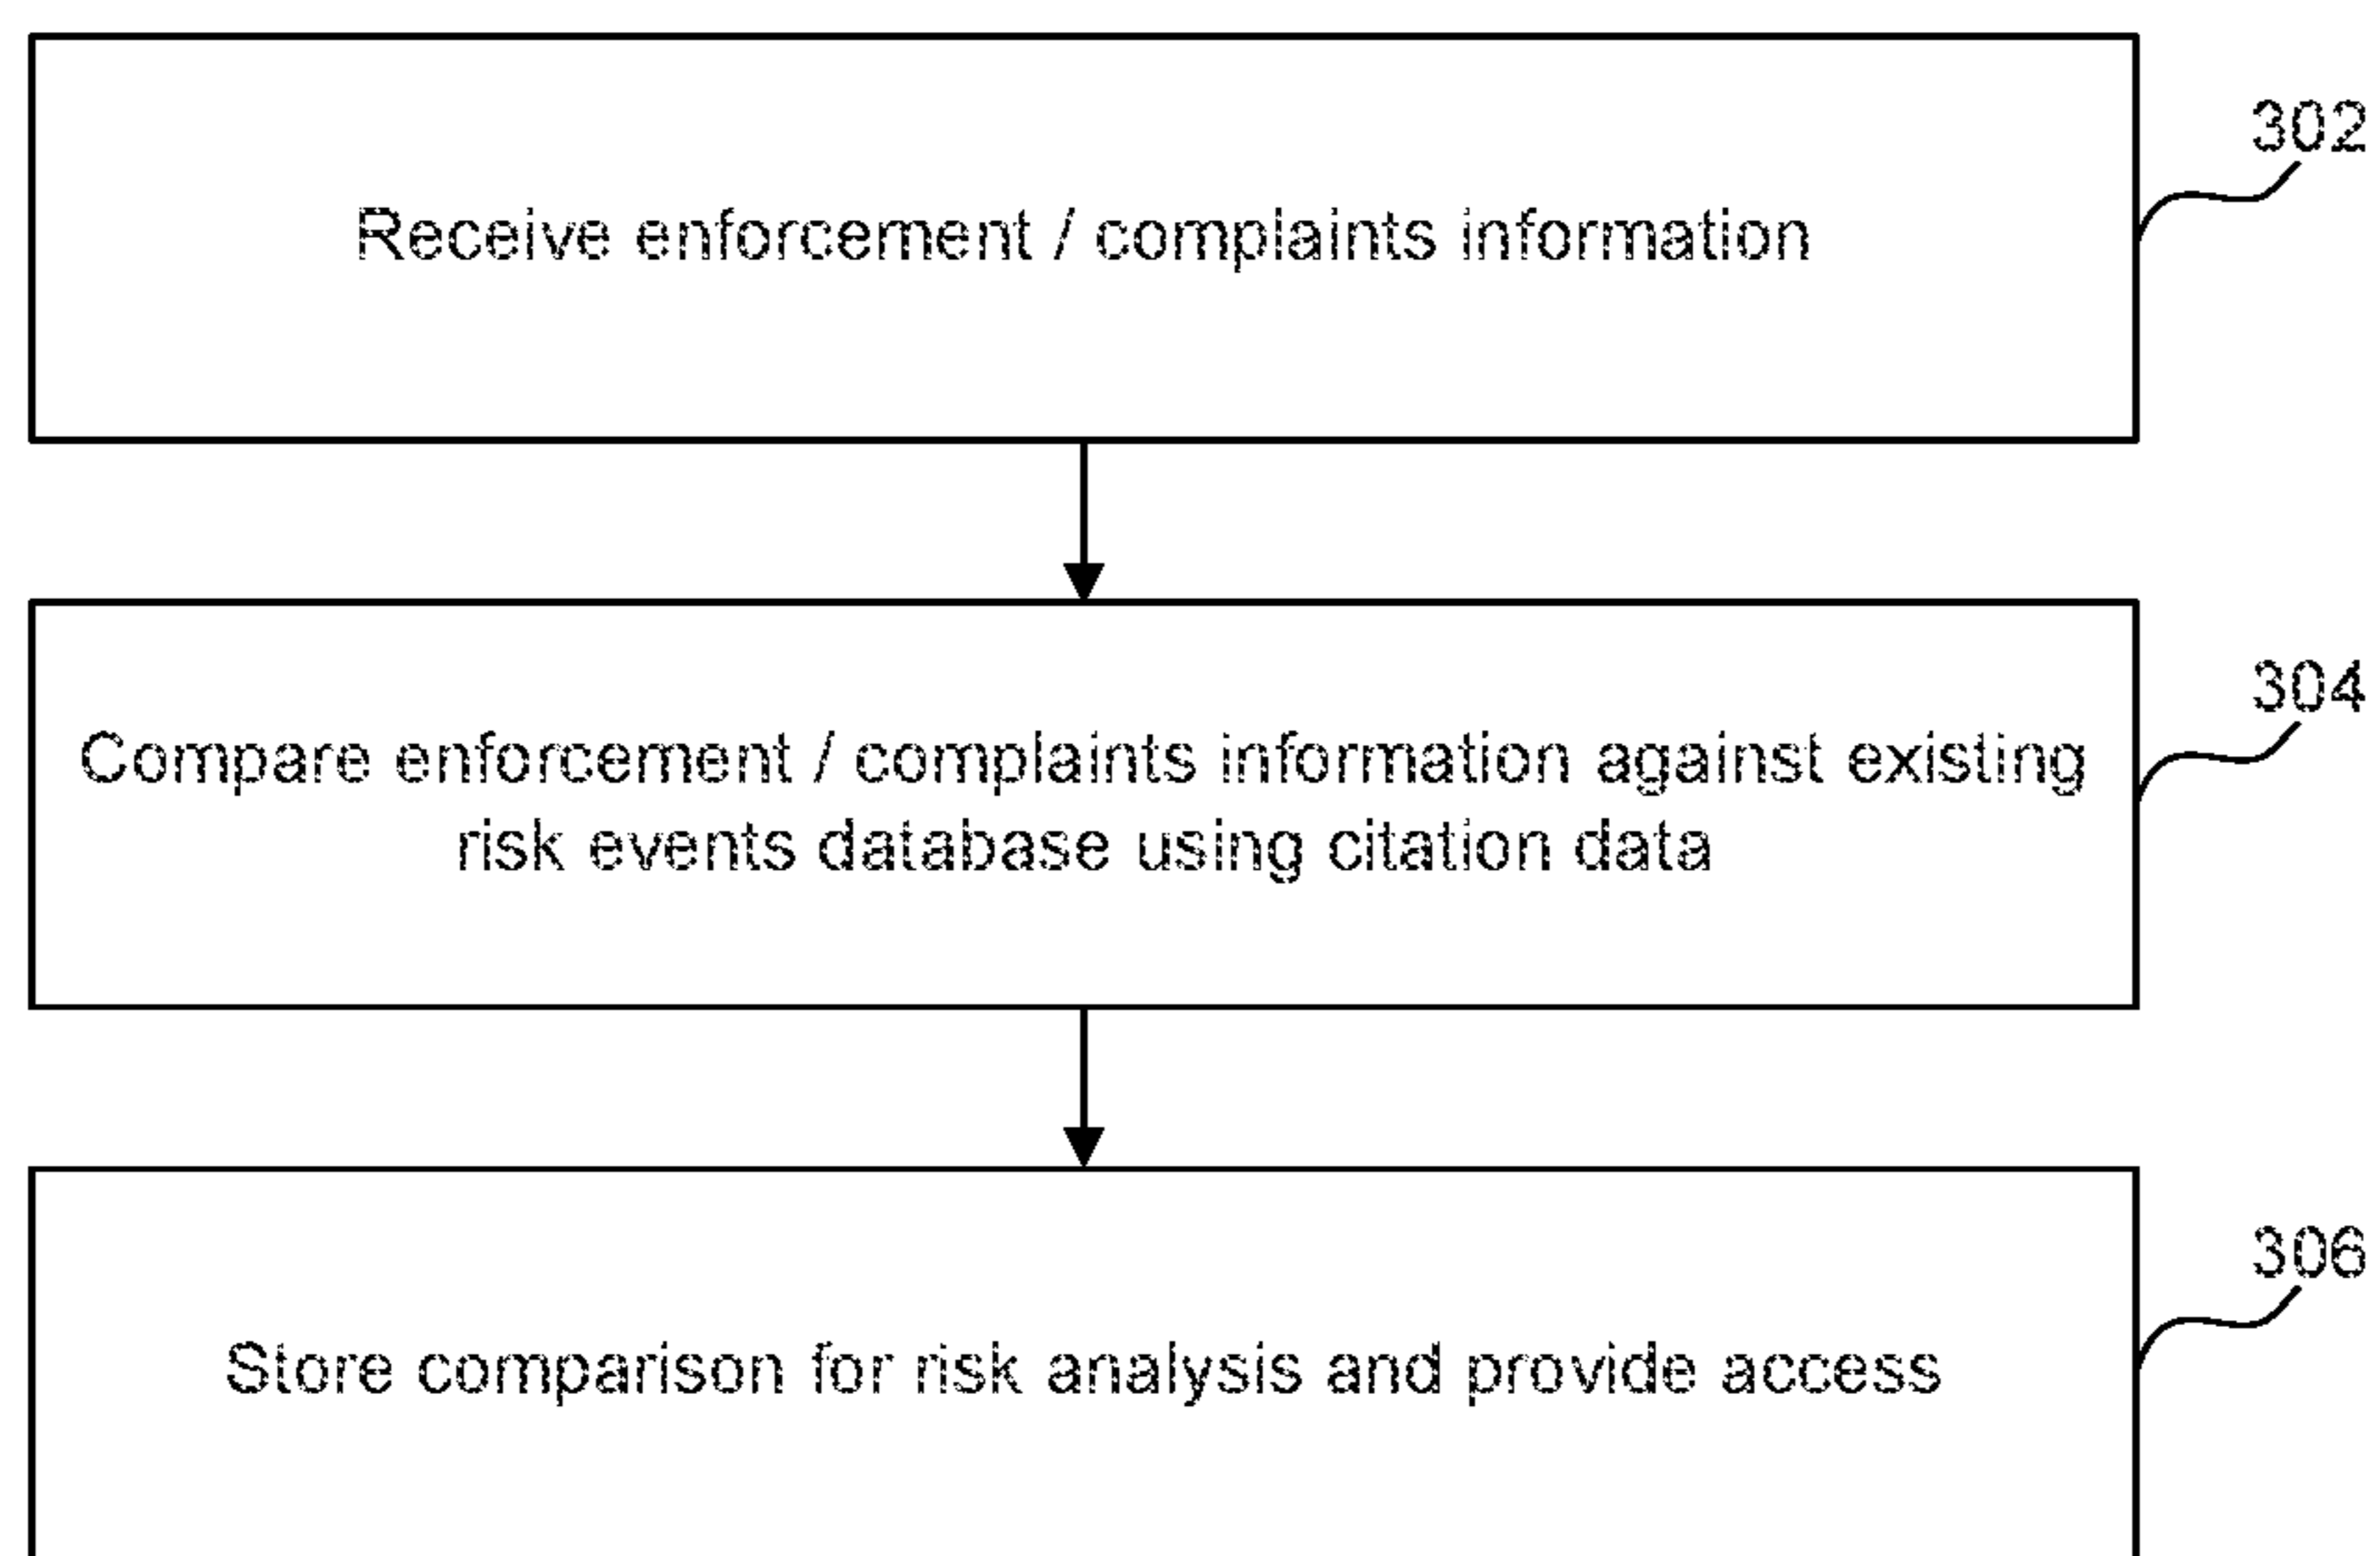 302
Receive enforcement / complaints information
304
Compare enforcement / complaints information against existing
risk events database using citation data
306
Store comparison for risk analysis and provide access